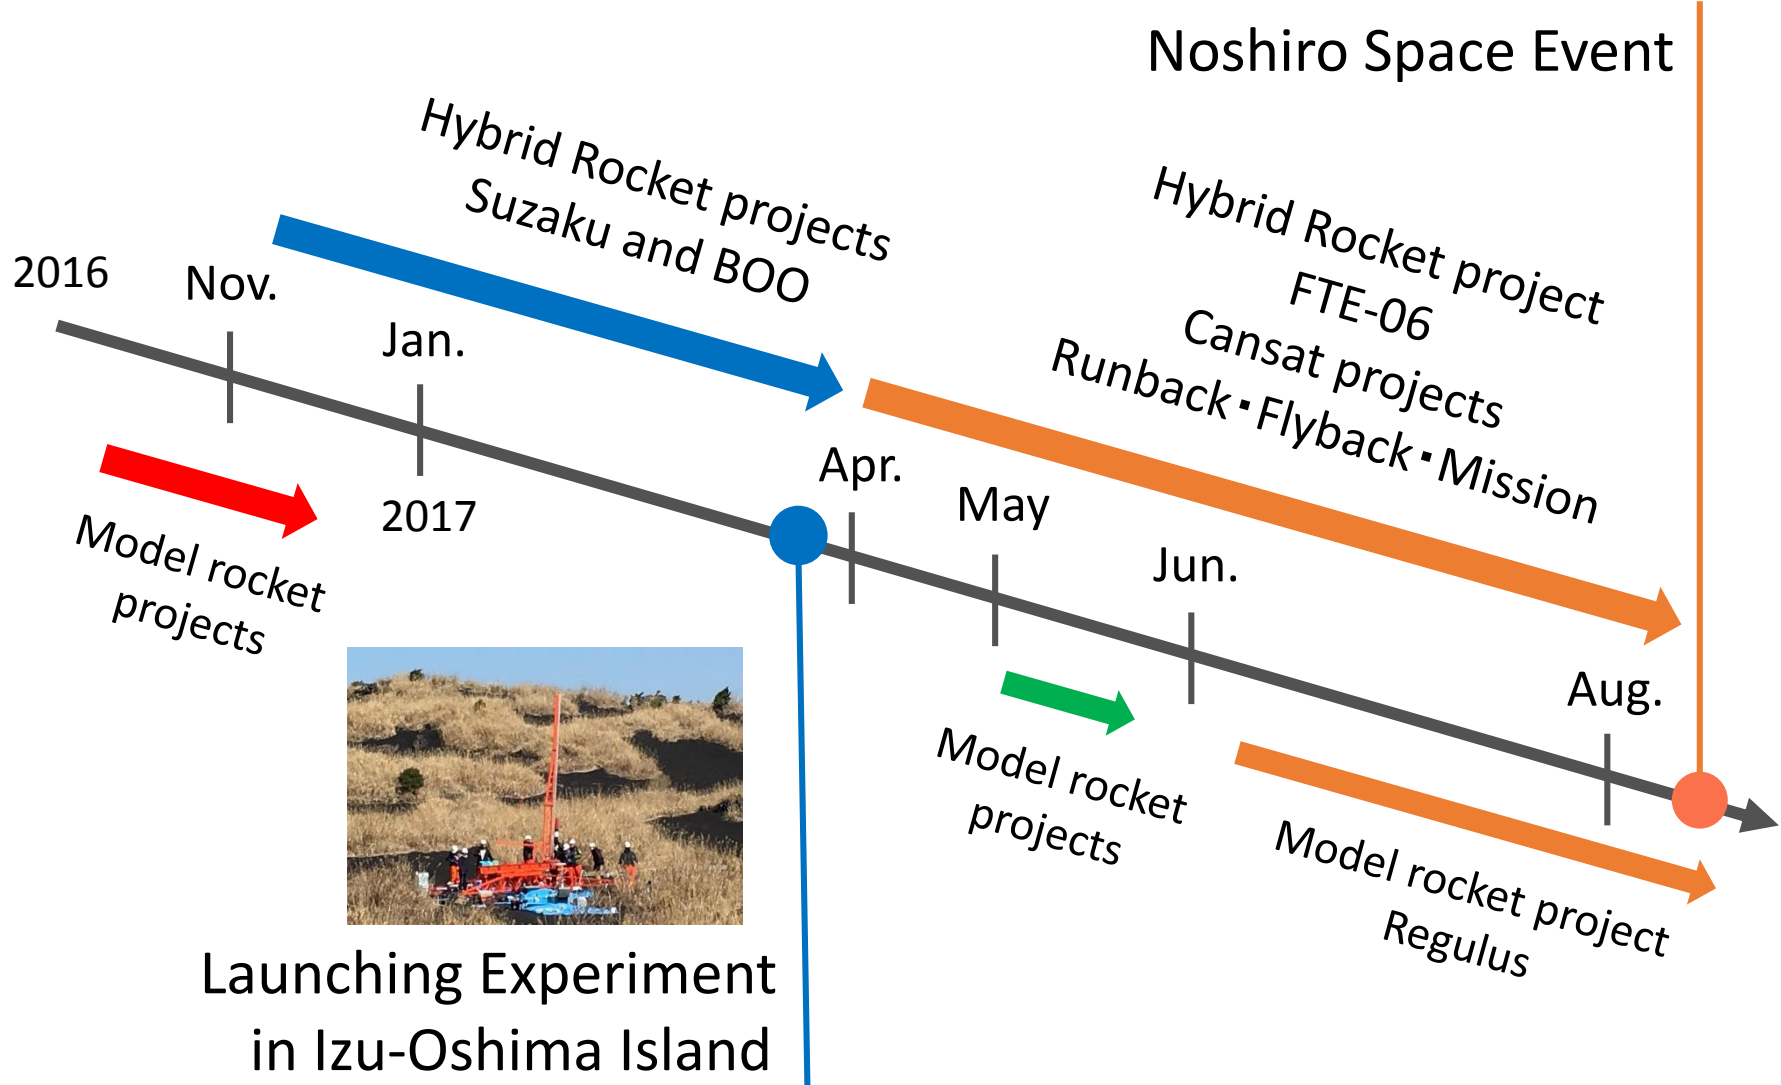 Noshiro Space Event
Hybrid Rocket projects
Suzaku and BOO
Hybrid Rocket project
FTE-06
Cansat projects
Runback・Flyback・Mission
2016
Nov.
Jan.
2017
Apr.
May
Jun.
Aug.
Model rocket
projects
Model rocket
projects
Model rocket project
Regulus
Launching Experiment
in Izu-Oshima Island